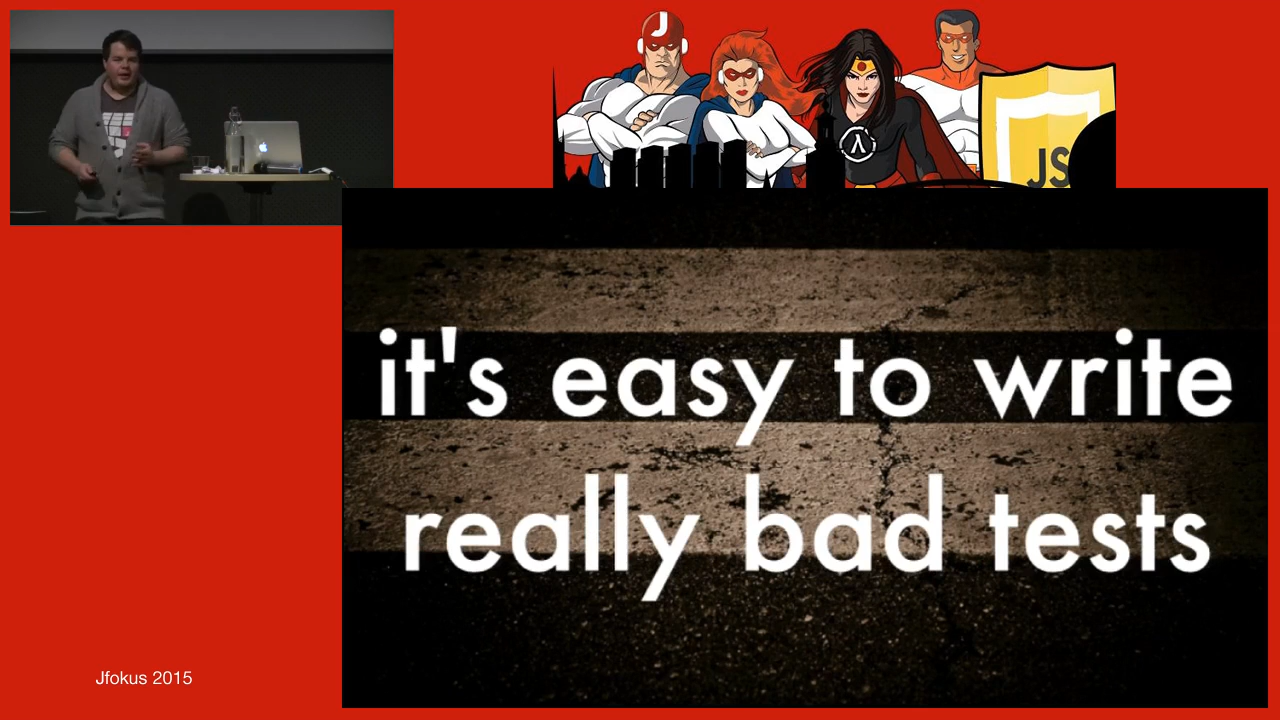 J
λ
JS
it's easy to write
really bad tests
Jfokus 2015